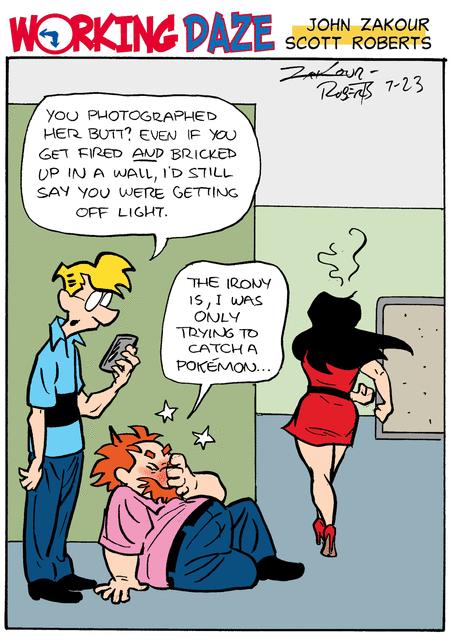 WORKING DAZE
JOHN ZAKOUR
SCOTT ROBERTS
ZAKOUR-
ROBERTS 7-23
YOU PHOTOGRAPHED
HER BUTT? EVEN IF YOU
GET FIRED AND BRICKED
UP IN A WALL, I'D STILL
SAY YOU WERE GETTING
OFF LIGHT.
THE IRONY
IS, I WAS
ONLY
TRYING TO
CATCH A
POKÉMON...